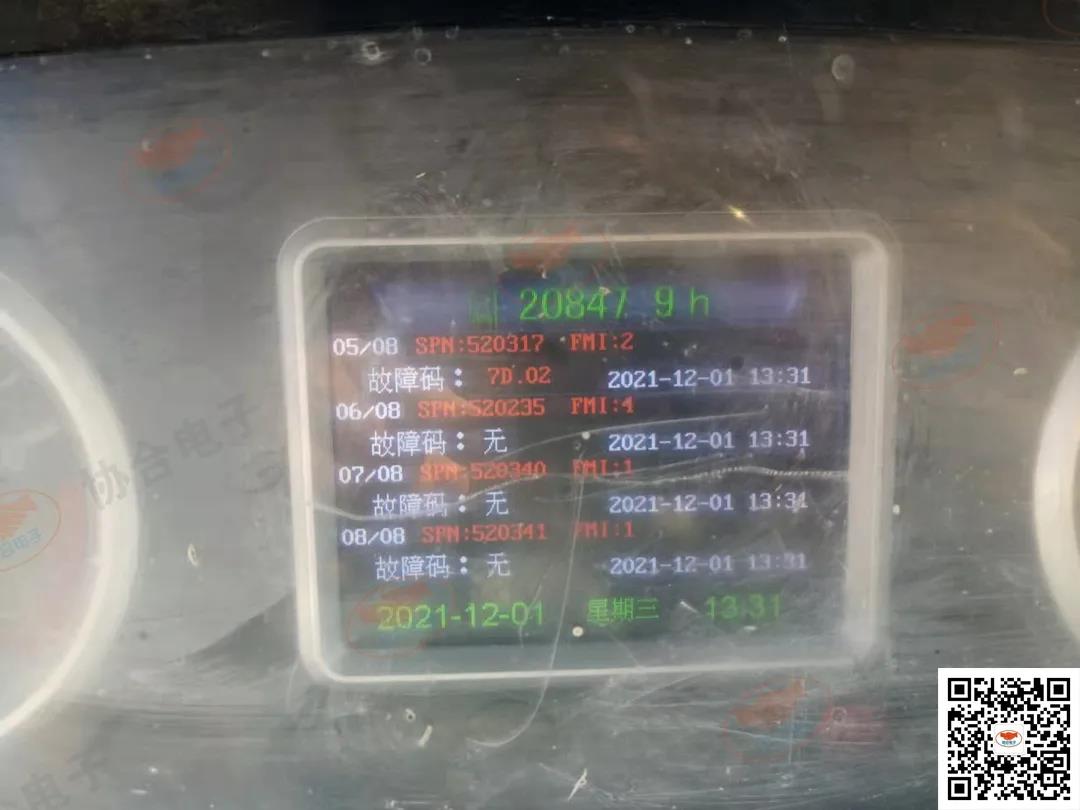 20847.9 h
05/08 SPN:520317 FMI:2
故障码： 7D.02 2021-12-01 13:31
06/08 SPN:520235 FMI:4
故障码：无 2021-12-01 13:31
07/08 SPN:520340 FMI:1
故障码：无 2021-12-01 13:31
08/08 SPN:520341 FMI:1
故障码：无 2021-12-01 13:31
2021-12-01 星期三 13:31
协合电子